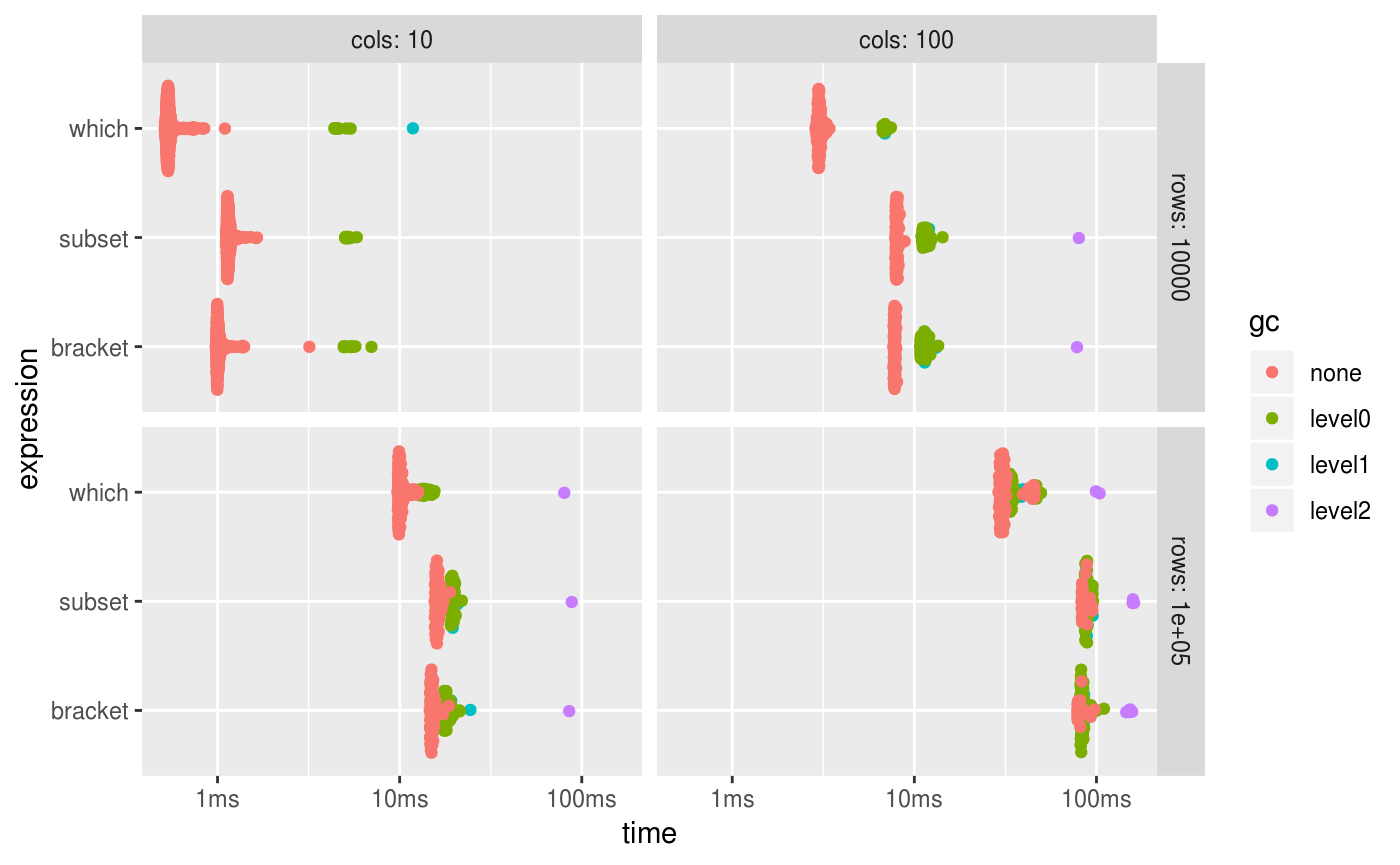 cols: 10
cols: 100
which
subset
bracket
rows: 10000
which
subset
bracket
rows: 1e+05
1ms
10ms
100ms
1ms
10ms
100ms
time
expression
gc
none
level0
level1
level2